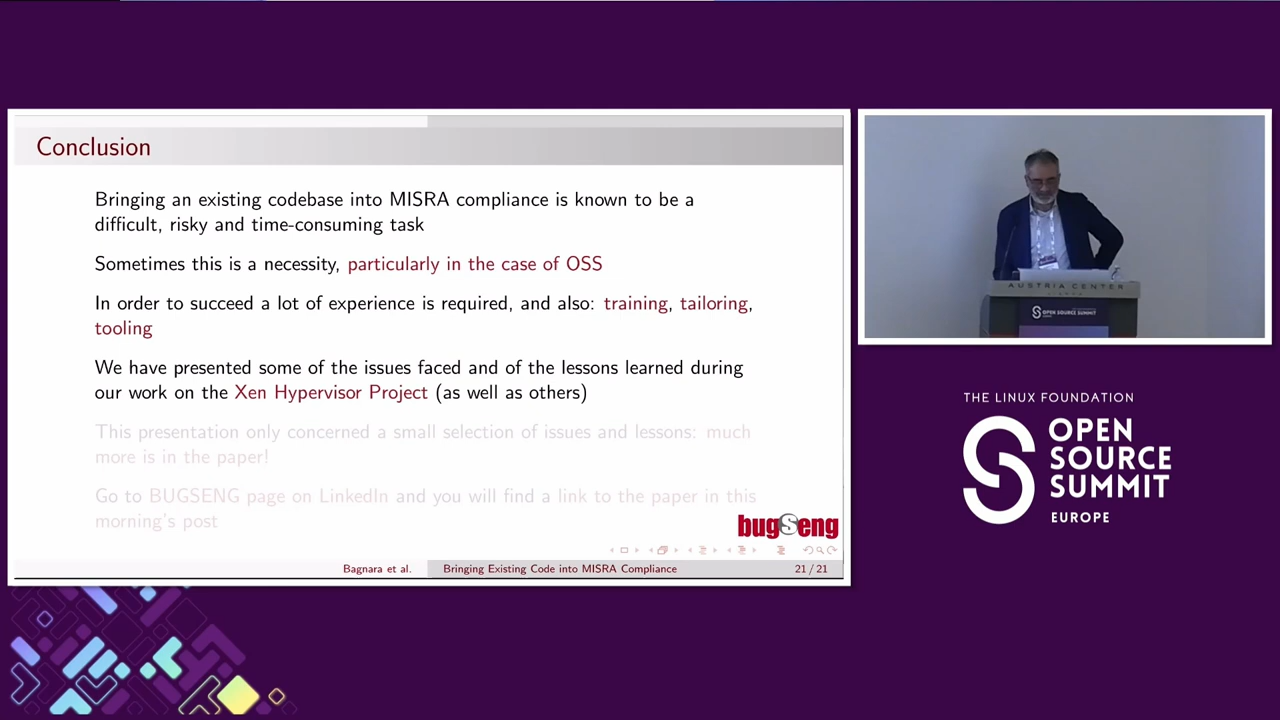 Conclusion
Bringing an existing codebase into MISRA compliance is known to be a
difficult, risky and time-consuming task
Sometimes this is a necessity, particularly in the case of OSS
In order to succeed a lot of experience is required, and also: training, tailoring,
tooling
We have presented some of the issues faced and of the lessons learned during
our work on the Xen Hypervisor Project (as well as others)
This presentation only concerned a small selection of issues and lessons: much
more is in the paper!
Go to BUGSENG page on LinkedIn and you will find a link to the paper in this
morning's post
bugSeng
Bagnara et al.
Bringing Existing Code into MISRA Compliance
21 / 21
AUSTRIA CENTER
OPEN SOURCE SUMMIT
THE LINUX FOUNDATION
OPEN
SOURCE
SUMMIT
EUROPE